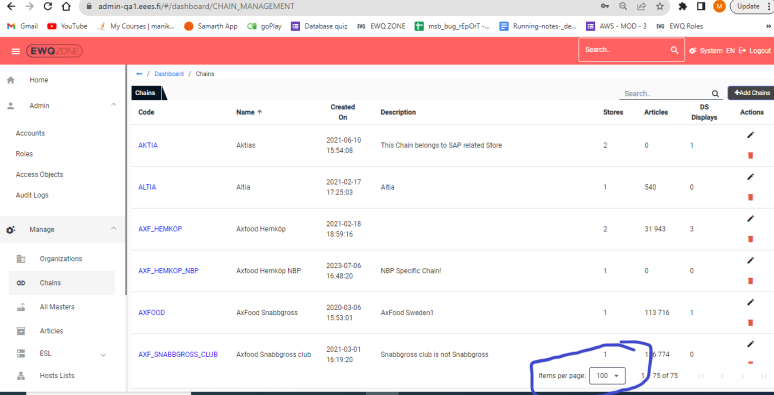 admin-qa1.eees.fi/#/dashboard/CHAIN_MANAGEMENT
M
Update
Gmail
YouTube
My Courses | manik...
Samarth App
goPlay
Database quiz
EWQ ZONE
msb_bug_rEpOrT -...
Running-notes-_de...
AWS - MOD - 3
EWQ Roles
»
EWQ ZONE
Search..
System
EN
Logout
Home
Admin
Accounts
Roles
Access Objects
Audit Logs
Manage
Organizations
Chains
All Masters
Articles
ESL
Hosts Lists
/ Dashboard / Chains
Chains
Search..
+Add Chains
Code Name Created On Description Stores Articles DS Displays Actions
AKTIA Aktias 2021-06-10 15:54:08 This Chain belongs to SAP related Store 2 0 1
ALTIA Altia 2021-02-17 17:25:03 Altia 1 540 0
AXF_HEMKOP Axfood Hemköp 2021-02-18 18:59:16 2 31 943 3
AXF_HEMKOP_NBP Axfood Hemköp NBP 2023-07-06 16:48:20 NBP Specific Chain! 1 0 0
AXFOOD AxFood Snabbgross 2020-03-06 15:53:01 AxFood Sweden1 1 113 716 1
AXF_SNABBGROSS_CLUB Axfood Snabbgross club 2021-03-01 16:19:20 Snabbgross club is not Snabbgross 1 774 0
Items per page: 100 75 of 75